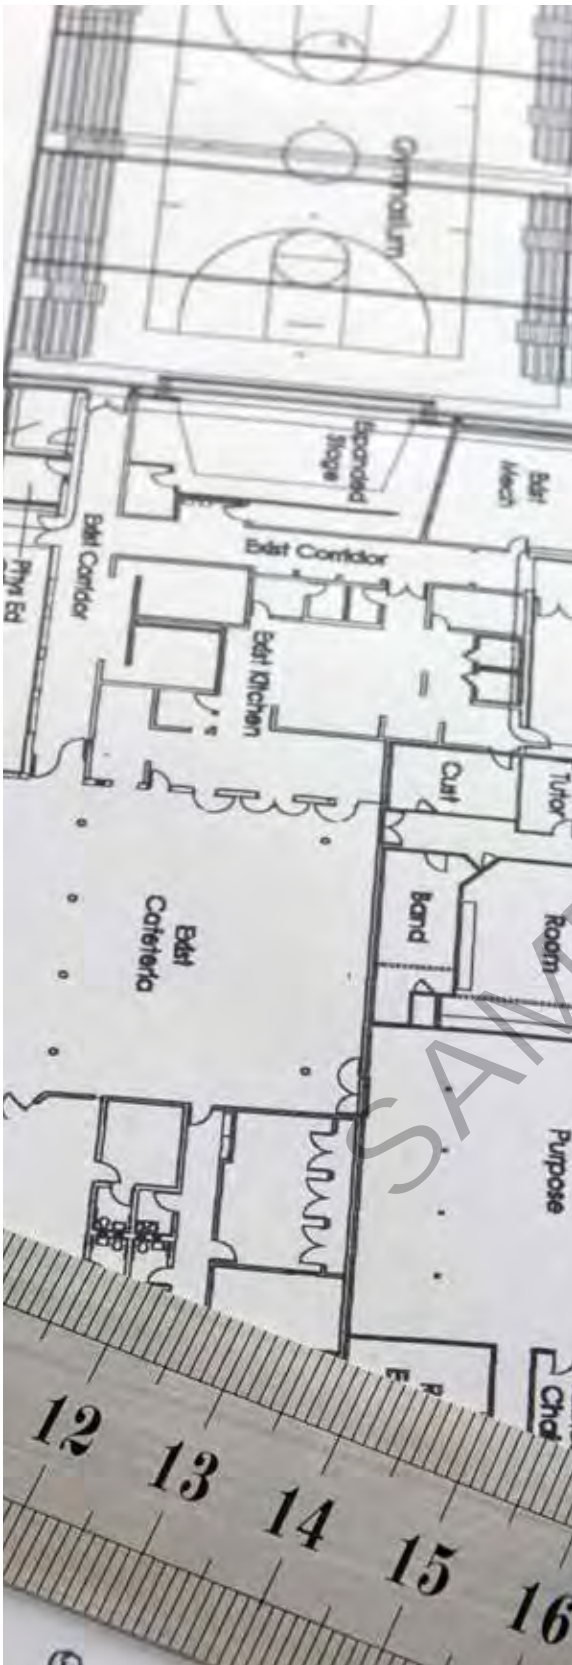 Gymnasium
Expanded
Stage
Exist
Mech
Exist Corridor
Exist Corridor
Phys Ed
Exist Kitchen
Cust
Tutor
Band
Room
Exist
Cafeteria
Purpose
R
E
Chai
SAM
12
13
14
15
16